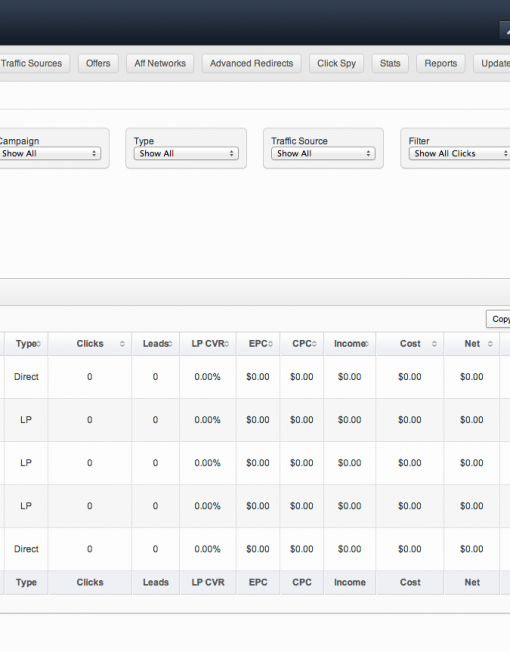 Traffic Sources Offers Aff Networks Advanced Redirects Click Spy Stats Reports Update
Campaign Type Traffic Source Filter
Show All Show All Show All Show All Clicks
Copy
Type Clicks Leads LP CVR EPC CPC Income Cost Net
Direct 0 0 0.00% $0.00 $0.00 $0.00 $0.00 $0.00
LP 0 0 0.00% $0.00 $0.00 $0.00 $0.00 $0.00
LP 0 0 0.00% $0.00 $0.00 $0.00 $0.00 $0.00
LP 0 0 0.00% $0.00 $0.00 $0.00 $0.00 $0.00
Direct 0 0 0.00% $0.00 $0.00 $0.00 $0.00 $0.00
Type Clicks Leads LP CVR EPC CPC Income Cost Net